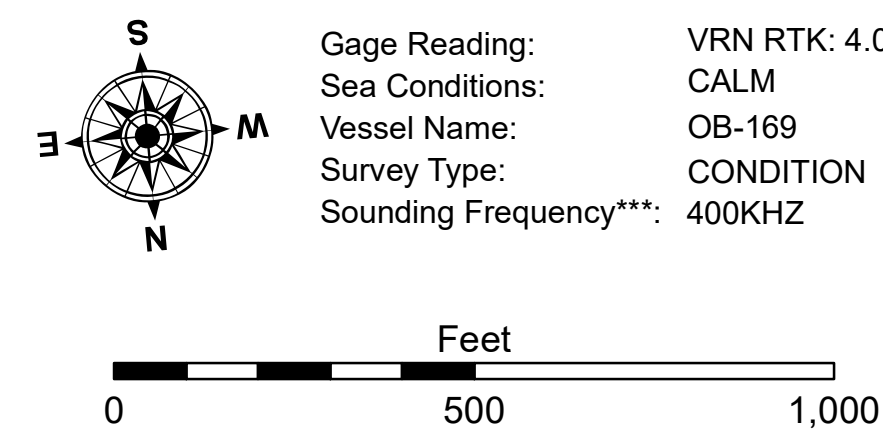 S
E W
N
Gage Reading: VRN RTK: 4.0
Sea Conditions: CALM
Vessel Name: OB-169
Survey Type: CONDITION
Sounding Frequency***: 400KHZ
Feet
0 500 1,000